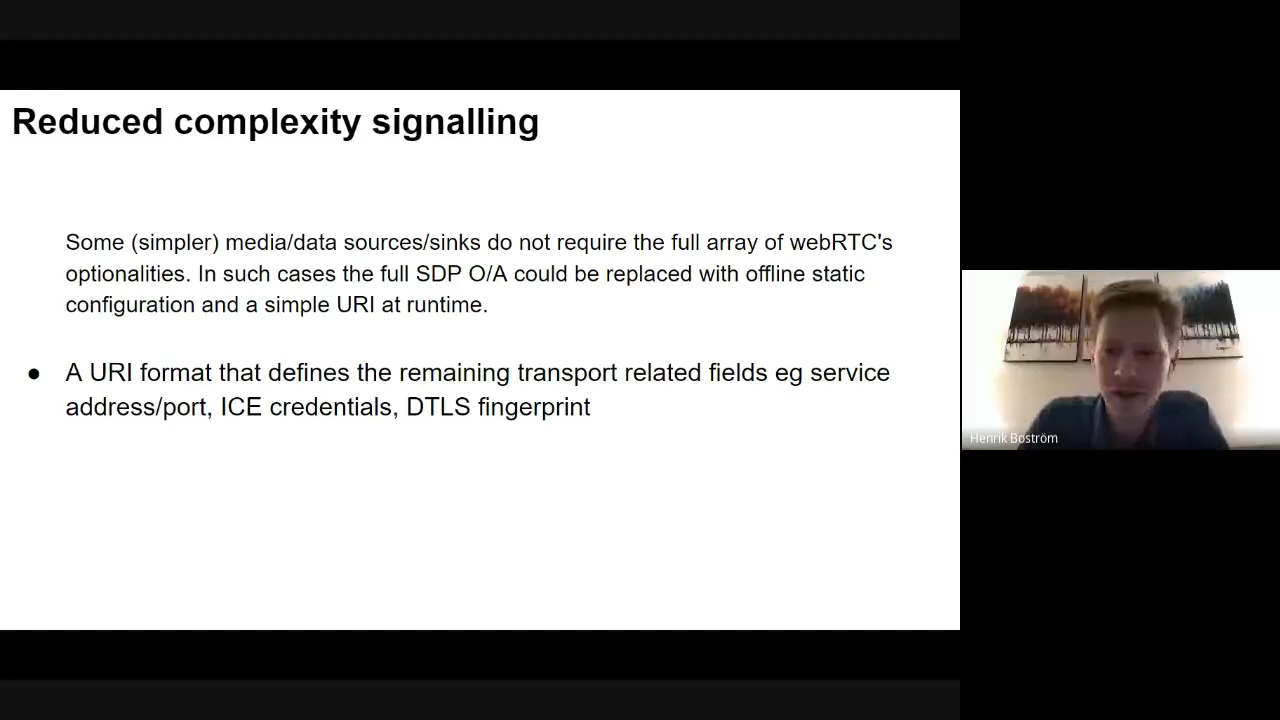 Reduced complexity signalling
Some (simpler) media/data sources/sinks do not require the full array of webRTC's
optionalities. In such cases the full SDP O/A could be replaced with offline static
configuration and a simple URI at runtime.
● A URI format that defines the remaining transport related fields eg service
address/port, ICE credentials, DTLS fingerprint
Henrik Boström